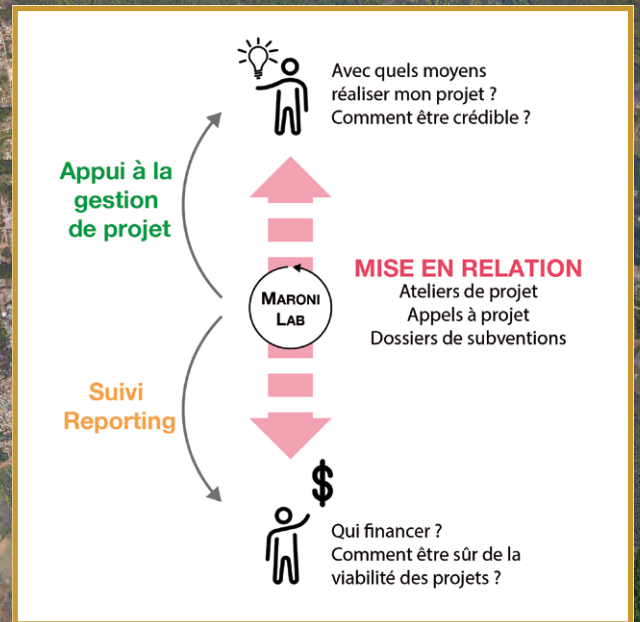 Avec quels moyens
réaliser mon projet ?
Comment être crédible ?
Appui à la
gestion
de projet
MARONI
LAB
MISE EN RELATION
Ateliers de projet
Appels à projet
Dossiers de subventions
Suivi
Reporting
$
Qui financer ?
Comment être sûr de la
viabilité des projets ?